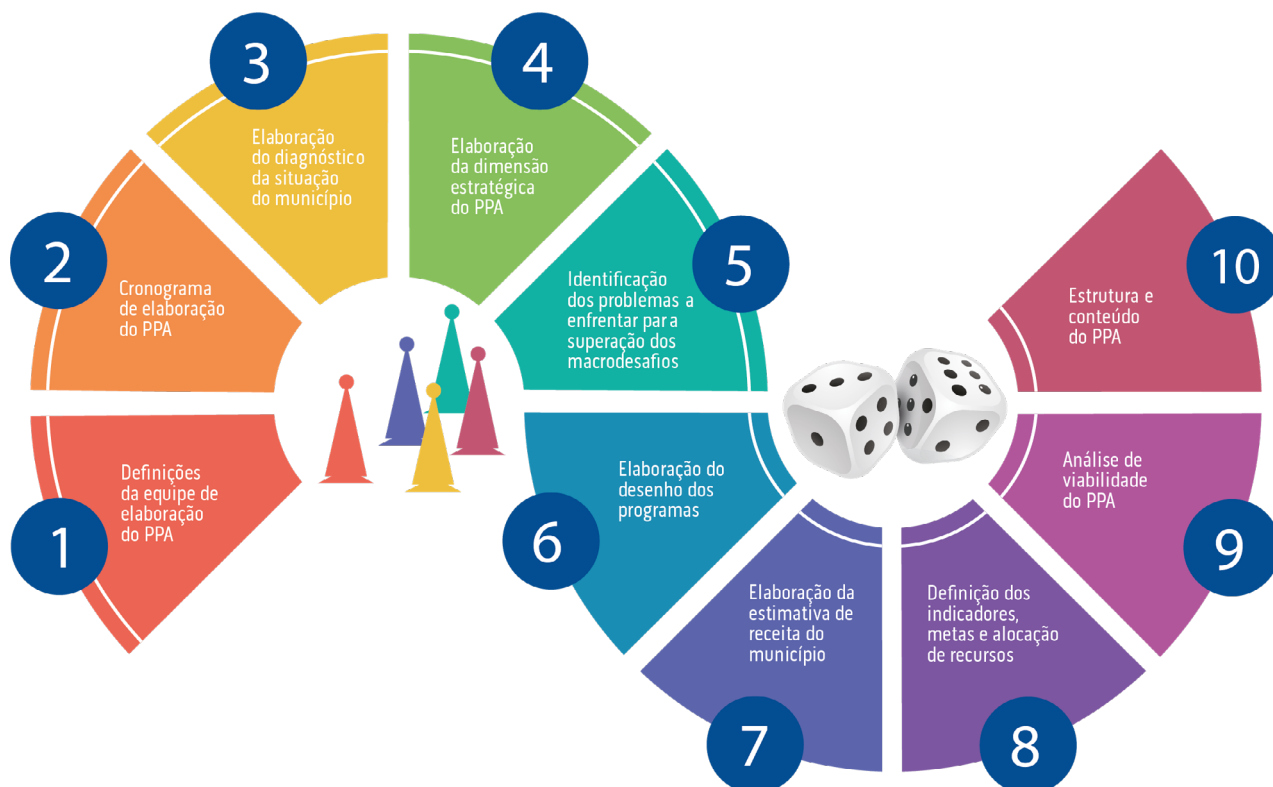 1
Definições
da equipe de
elaboração
do PPA
2
Cronograma
de elaboração
do PPA
3
Elaboração
do diagnóstico
da situação
do município
4
Elaboração
da dimensão
estratégica
do PPA
5
Identificação
dos problemas a
enfrentar para a
superação dos
macrodesafios
6
Elaboração do
desenho dos
programas
7
Elaboração da
estimativa de
receita do
município
8
Definição dos
indicadores,
metas e alocação
de recursos
9
Análise de
viabilidade
do PPA
10
Estrutura e
conteúdo
do PPA